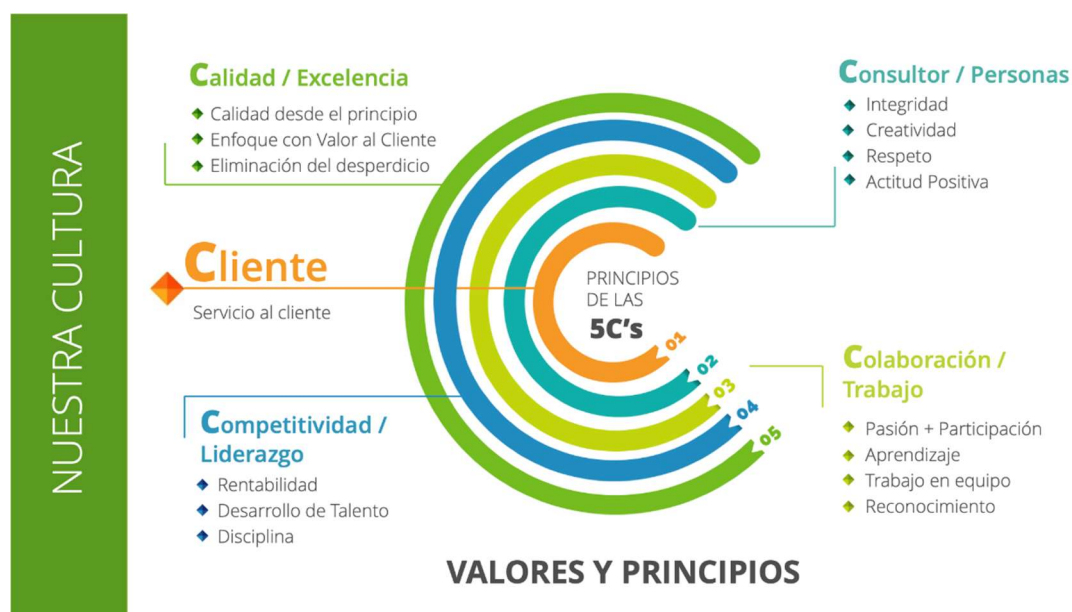 NUESTRA CULTURA
Calidad / Excelencia
Calidad desde el principio
Enfoque con Valor al Cliente
Eliminación del desperdicio
Cliente
Servicio al cliente
Competitividad /
Liderazgo
Rentabilidad
Desarrollo de Talento
Disciplina
PRINCIPIOS
DE LAS
5C's
01
02
03
04
05
Consultor / Personas
Integridad
Creatividad
Respeto
Actitud Positiva
Colaboración /
Trabajo
Pasión + Participación
Aprendizaje
Trabajo en equipo
Reconocimiento
VALORES Y PRINCIPIOS